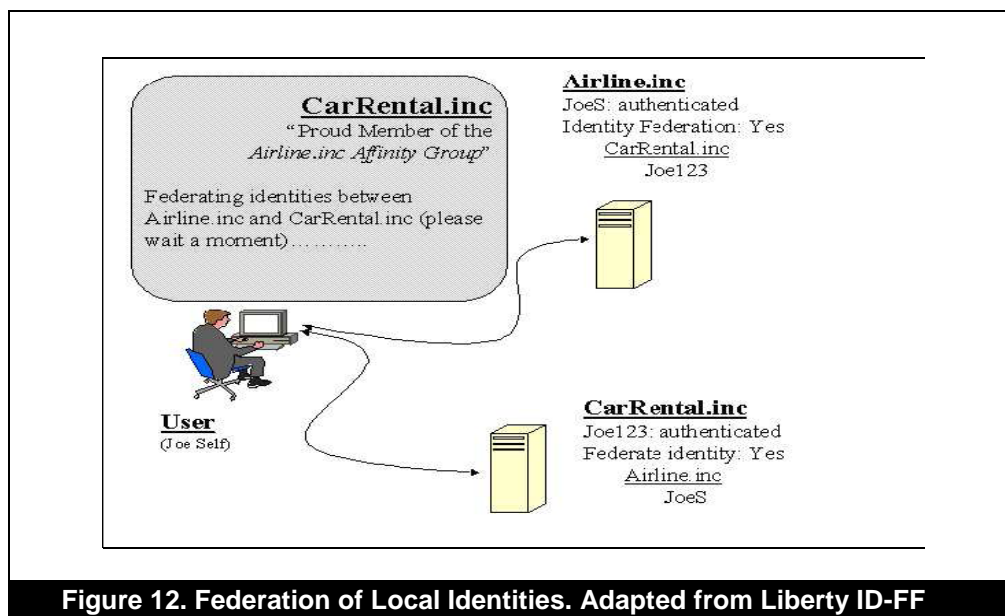 CarRental.inc
“Proud Member of the
Airline.inc Affinity Group”
Federating identities between
Airline.inc and CarRental.inc (please
wait a moment)...........
Airline.inc
JoeS: authenticated
Identity Federation: Yes
CarRental.inc
Joe123
User
(Joe Self)
CarRental.inc
Joe123: authenticated
Federate identity: Yes
Airline.inc
JoeS
Figure 12. Federation of Local Identities. Adapted from Liberty ID-FF